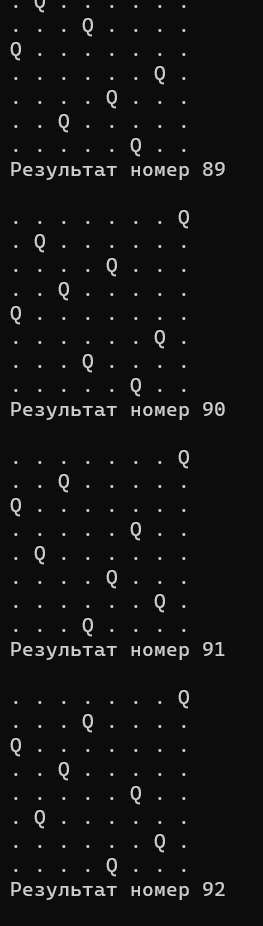 . Q . . . . . .
. . . Q . . . .
Q . . . . . . .
. . . . . . Q .
. . . . Q . . .
. . Q . . . . .
. . . . . Q . .
Результат номер 89
. . . . . . . Q
. Q . . . . . .
. . . . Q . . .
. . Q . . . . .
Q . . . . . . .
. . . . . . Q .
. . . Q . . . .
. . . . . Q . .
Результат номер 90
. . . . . . . Q
. . Q . . . . .
Q . . . . . . .
. . . . . Q . .
. Q . . . . . .
. . . . Q . . .
. . . . . . Q .
. . . Q . . . .
Результат номер 91
. . . . . . . Q
. . . Q . . . .
Q . . . . . . .
. . Q . . . . .
. . . . . Q . .
. Q . . . . . .
. . . . . . Q .
. . . . Q . . .
Результат номер 92